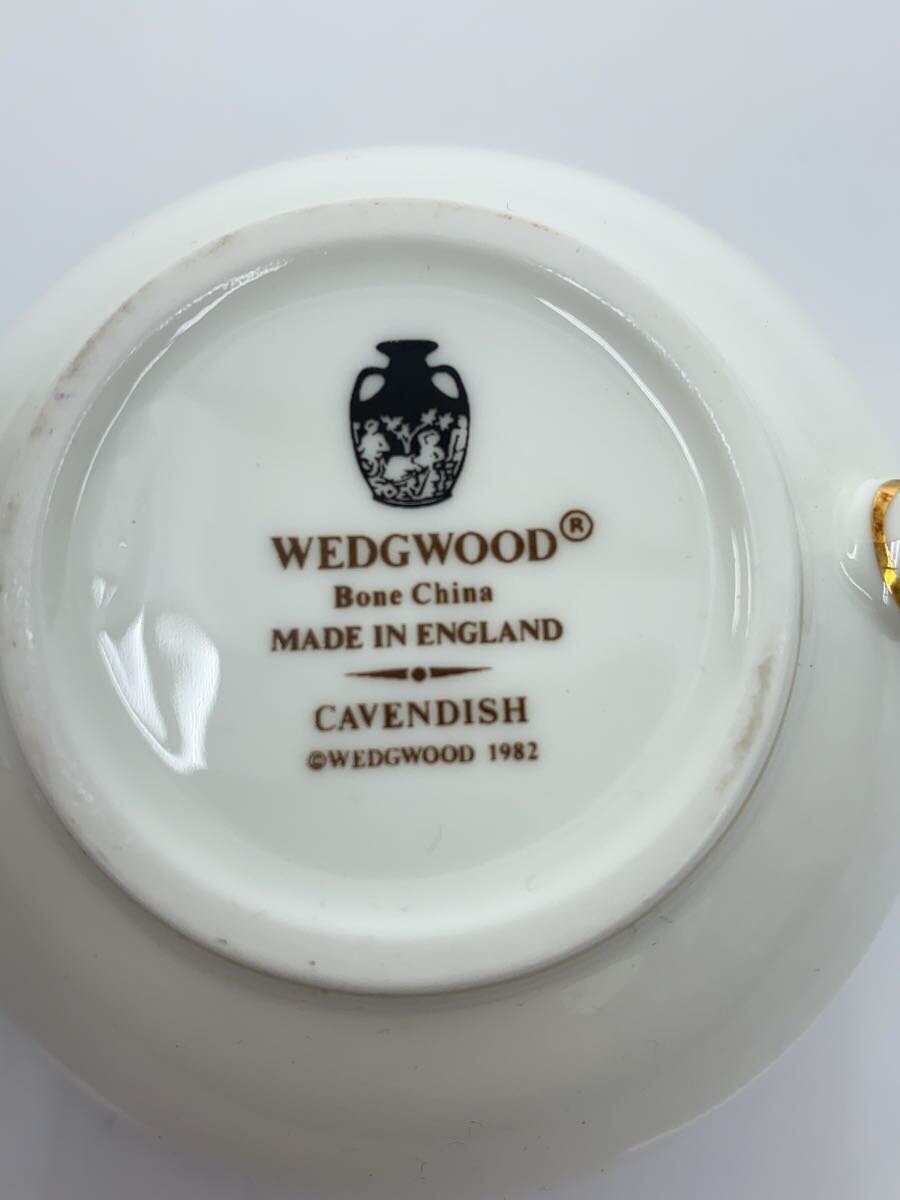 WEDGWOOD®
Bone China
MADE IN ENGLAND
CAVENDISH
©WEDGWOOD 1982